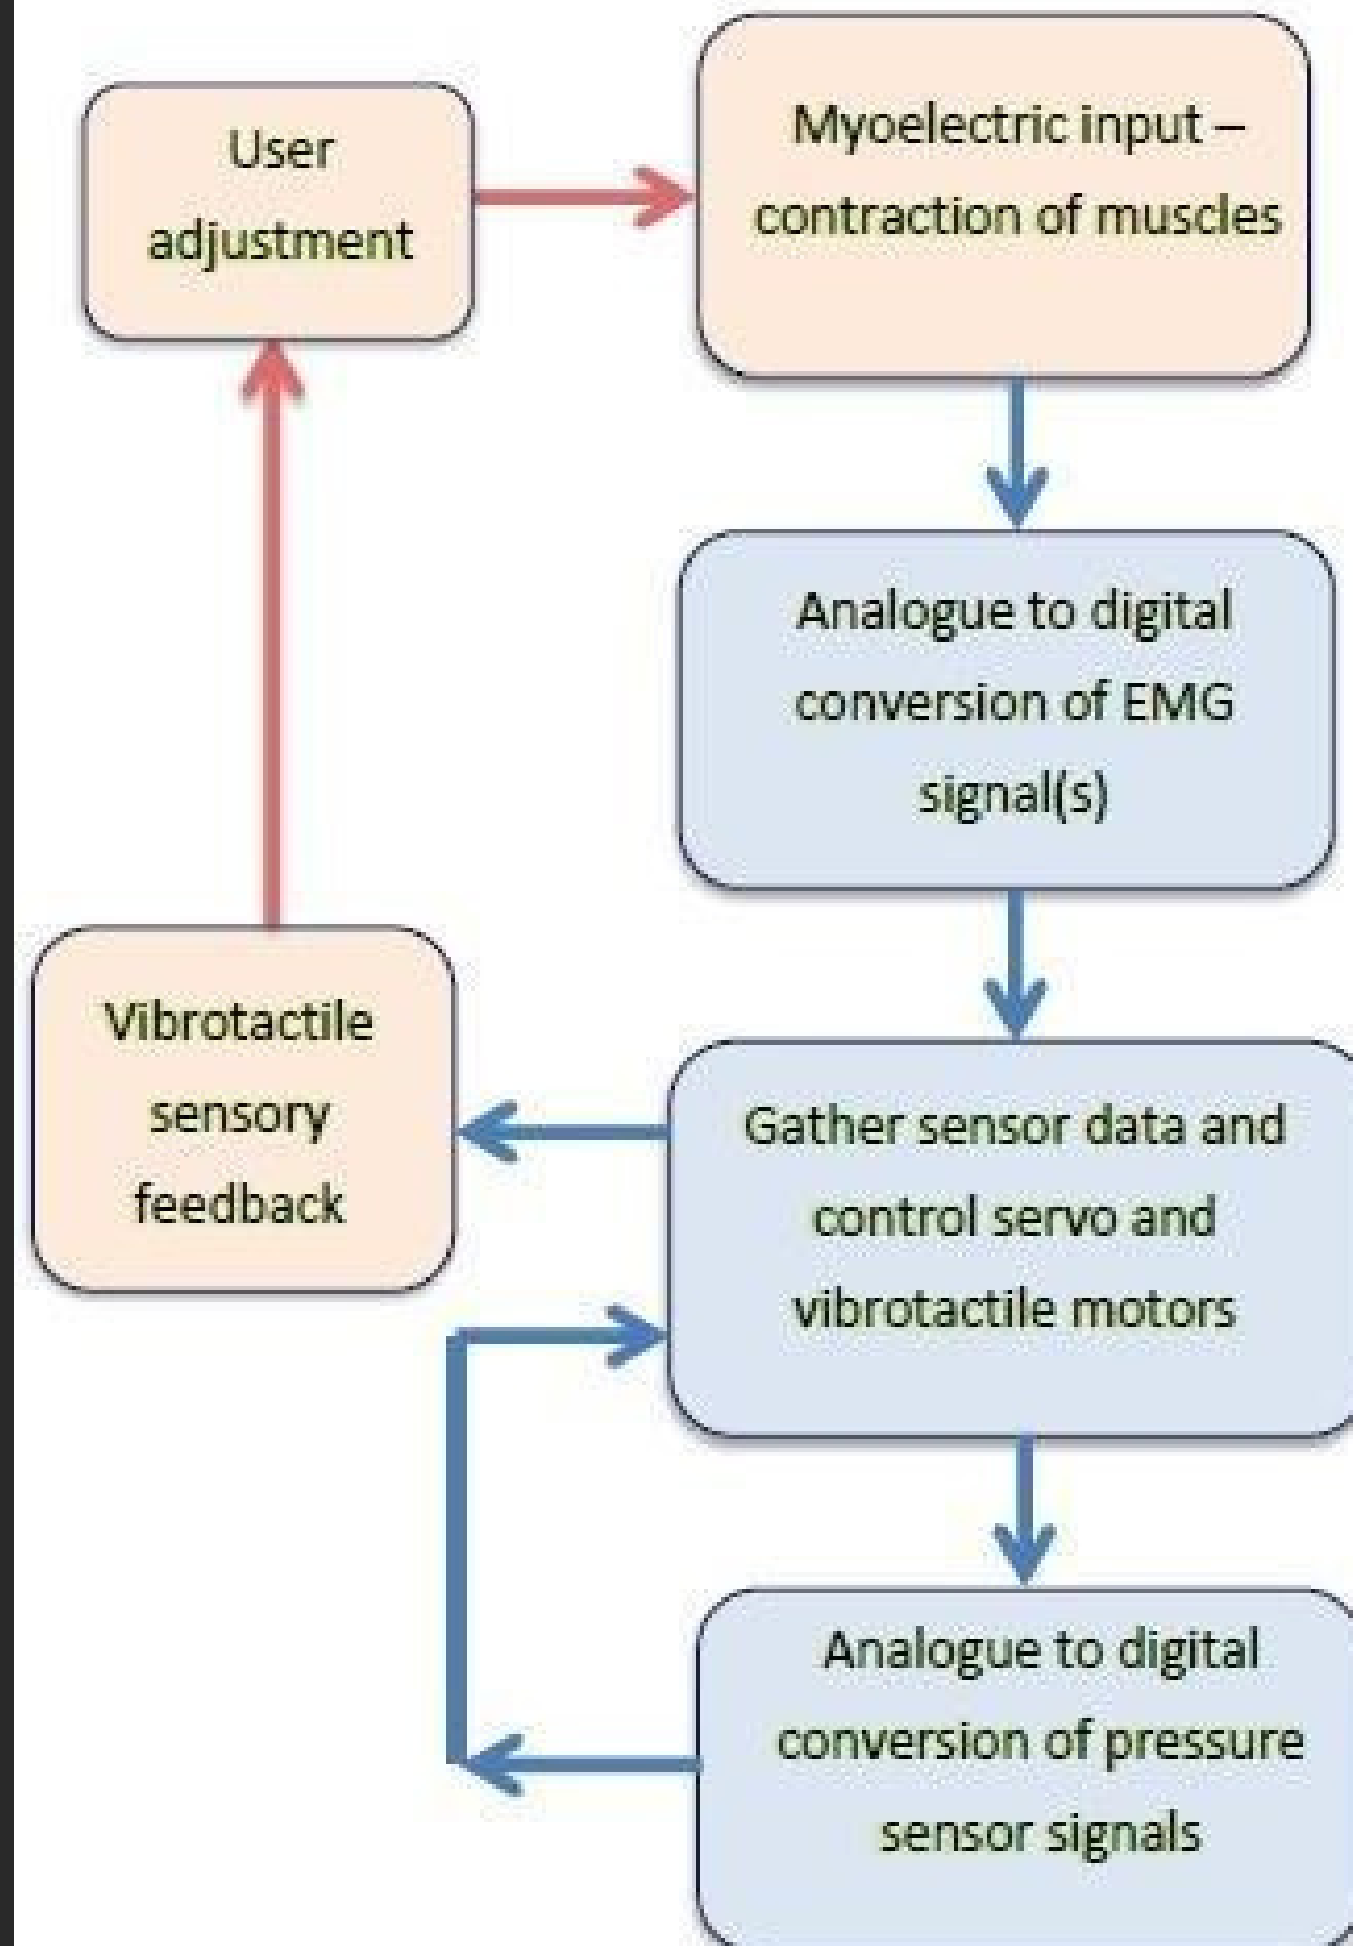 User
adjustment
Myoelectric input –
contraction of muscles
Analogue to digital
conversion of EMG
signal(s)
Vibrotactile
sensory
feedback
Gather sensor data and
control servo and
vibrotactile motors
Analogue to digital
conversion of pressure
sensor signals